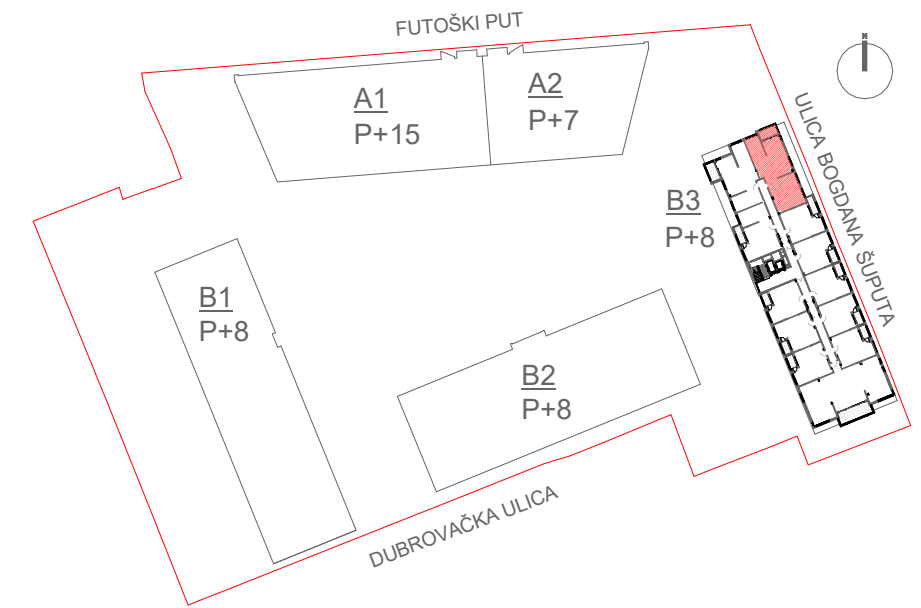 FUTOŠKI PUT
N
A1
P+15
A2
P+7
ULICA BOGDANA ŠUPUTA
B3
P+8
B1
P+8
B2
P+8
DUBROVAČKA ULICA